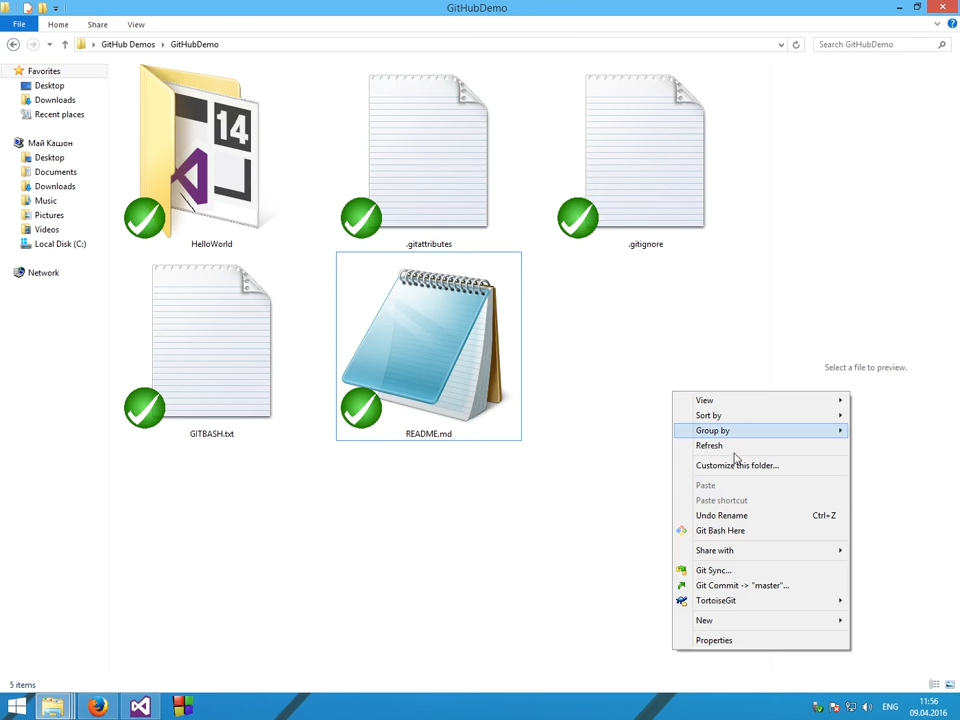 GitHubDemo
File
Home
Share
View
GitHub Demos
GitHubDemo
Search GitHubDemo
Favorites
Desktop
Downloads
Recent places
Май Кашон
Desktop
Documents
Downloads
Music
Pictures
Videos
Local Disk (C:)
Network
14
HelloWorld
.gitattributes
.gitignore
GITBASH.txt
README.md
Select a file to preview.
View
Sort by
Group by
Refresh
Customize this folder...
Paste
Paste shortcut
Undo Rename Ctrl+Z
Git Bash Here
Share with
Git Sync...
Git Commit -> "master"...
TortoiseGit
New
Properties
5 items
ENG
11:56
09.04.2016